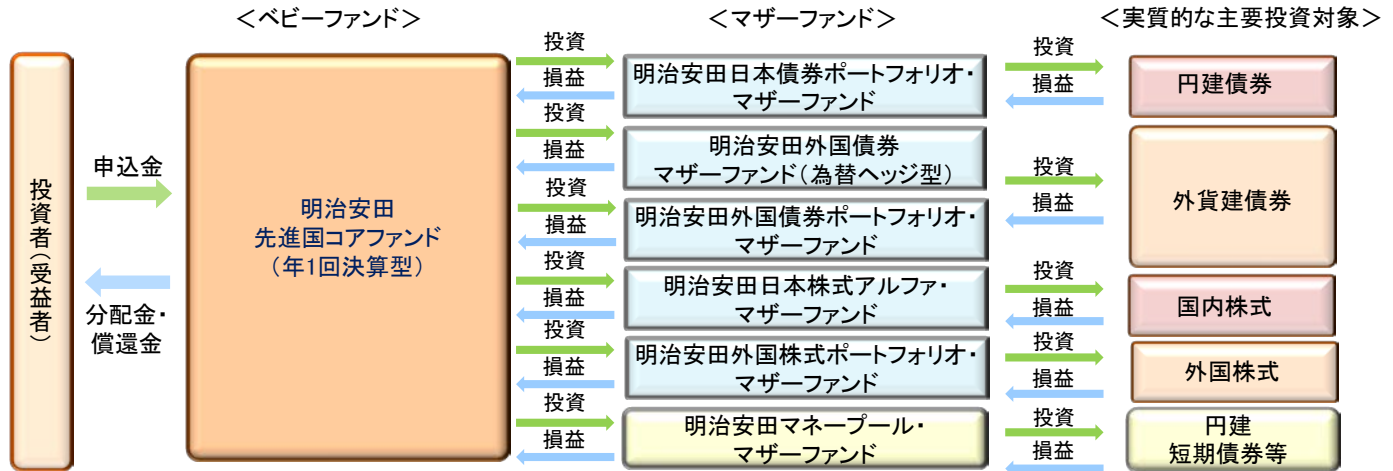 <ベビーファンド>
<マザーファンド>
<実質的な主要投資対象>
投資者(受益者)
申込金
分配金・
償還金
明治安田
先進国コアファンド
(年1回決算型)
投資
損益
投資
損益
投資
損益
投資
損益
投資
損益
投資
損益
明治安田日本債券ポートフォリオ・
マザーファンド
明治安田外国債券
マザーファンド(為替ヘッジ型)
明治安田外国債券ポートフォリオ・
マザーファンド
明治安田日本株式アルファ・
マザーファンド
明治安田外国株式ポートフォリオ・
マザーファンド
明治安田マネープール・
マザーファンド
投資
損益
投資
損益
投資
損益
投資
損益
投資
損益
円建債券
外貨建債券
国内株式
外国株式
円建
短期債券等